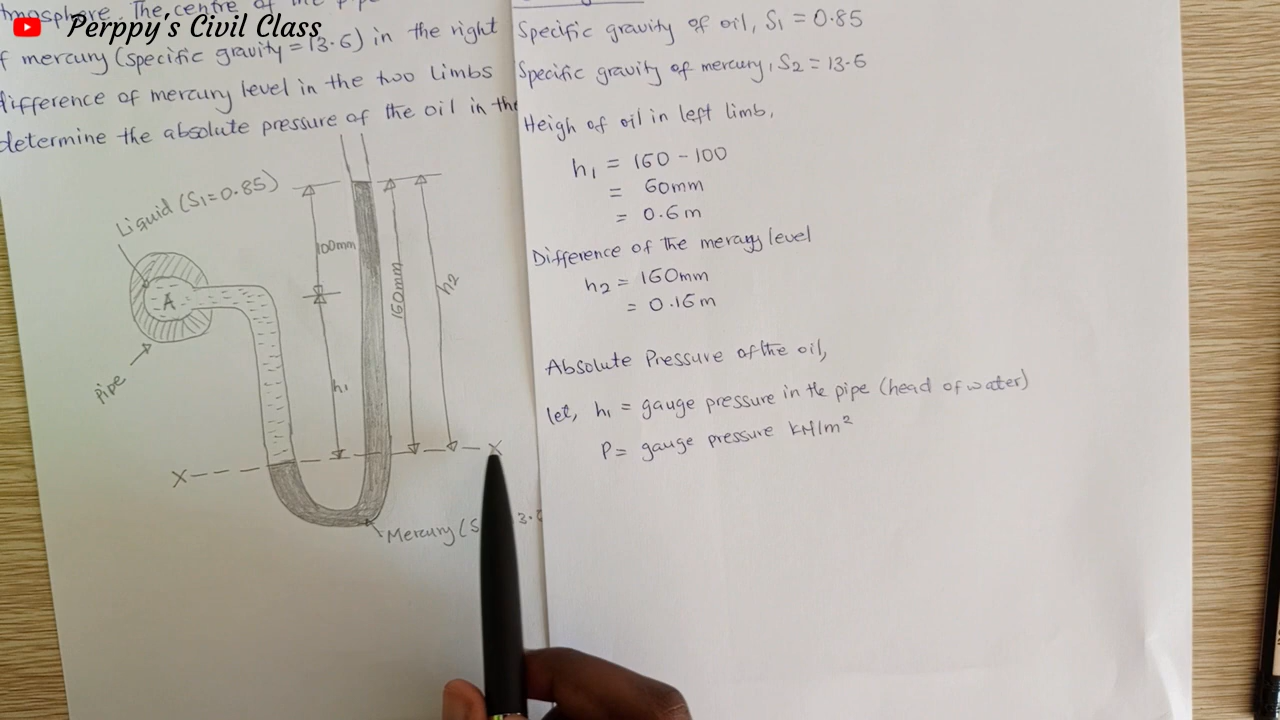 tmosphere. The centre of the pipe
Perppy's Civil Class
f mercury (specific gravity = 13.6) in the right
difference of mercury level in the two limbs
determine the absolute pressure of the oil in the
Liquid (S1=0.85)
100mm
160mm
h2
A
h1
pipe
X
X
Mercury (S
3.6
Specific gravity of oil, S1 = 0.85
Specific gravity of mercury, S2 = 13.6
Heigh of oil in left limb,
h1 = 160 - 100
= 60mm
= 0.6m
Difference of the mercury level
h2 = 160mm
= 0.16m
Absolute Pressure of the oil,
let, h1 = gauge pressure in the pipe (head of water)
P = gauge pressure kN/m²